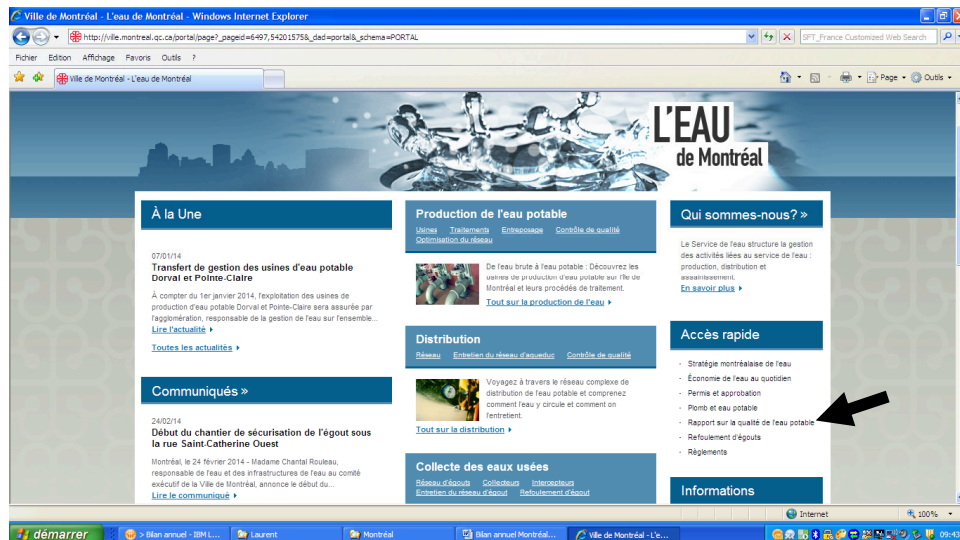 Ville de Montréal - L'eau de Montréal - Windows Internet Explorer
http://ville.montreal.qc.ca/portal/page?_pageid=6497,54201575&_dad=portal&_schema=PORTAL
SFT_France Customized Web Search
Fichier Edition Affichage Favoris Outils ?
Ville de Montréal - L'eau de Montréal
Page Outils
L'EAU
de Montréal
À la Une
07/01/14
Transfert de gestion des usines d'eau potable
Dorval et Pointe-Claire
À compter du 1er janvier 2014, l'exploitation des usines de
production d'eau potable Dorval et Pointe-Claire sera assurée par
l'agglomération, responsable de la gestion de l'eau sur l'ensemble...
Lire l'actualité
Toutes les actualités
Communiqués »
24/02/14
Début du chantier de sécurisation de l'égout sous
la rue Saint-Catherine Ouest
Montréal, le 24 février 2014 - Madame Chantal Rouleau,
responsable de l'eau et des infrastructures de l'eau au comité
exécutif de la Ville de Montréal, annonce le début du...
Lire le communiqué
Production de l'eau potable
Usines Traitements Entreposage Contrôle de qualité
Optimisation du réseau
De l'eau brute à l'eau potable : Découvrez les
usines de production d'eau potable sur l'île de
Montréal et leurs procédés de traitement.
Tout sur la production de l'eau
Distribution
Réseau Entretien du réseau d'aqueduc Contrôle de qualité
Voyagez à travers le réseau complexe de
distribution de l'eau potable et comprenez
comment l'eau y circule et comment on
l'entretient.
Tout sur la distribution
Collecte des eaux usées
Réseau d'égouts Collecteurs Intercepteurs
Entretien du réseau d'égout Refoulement d'égout
Qui sommes-nous? »
Le Service de l'eau structure la gestion
des activités liées au service de l'eau :
production, distribution et
assainissement.
En savoir plus
Accès rapide
- Stratégie montréalaise de l'eau
- Économie de l'eau au quotidien
- Permis et approbation
- Plomb et eau potable
- Rapport sur la qualité de l'eau potable
- Refoulement d'égouts
- Règlements
Informations
Internet 100%
démarrer > Bilan annuel - IBM L... Laurent Montréal Bilan annuel Montréal... Ville de Montréal - L'e... 09:43